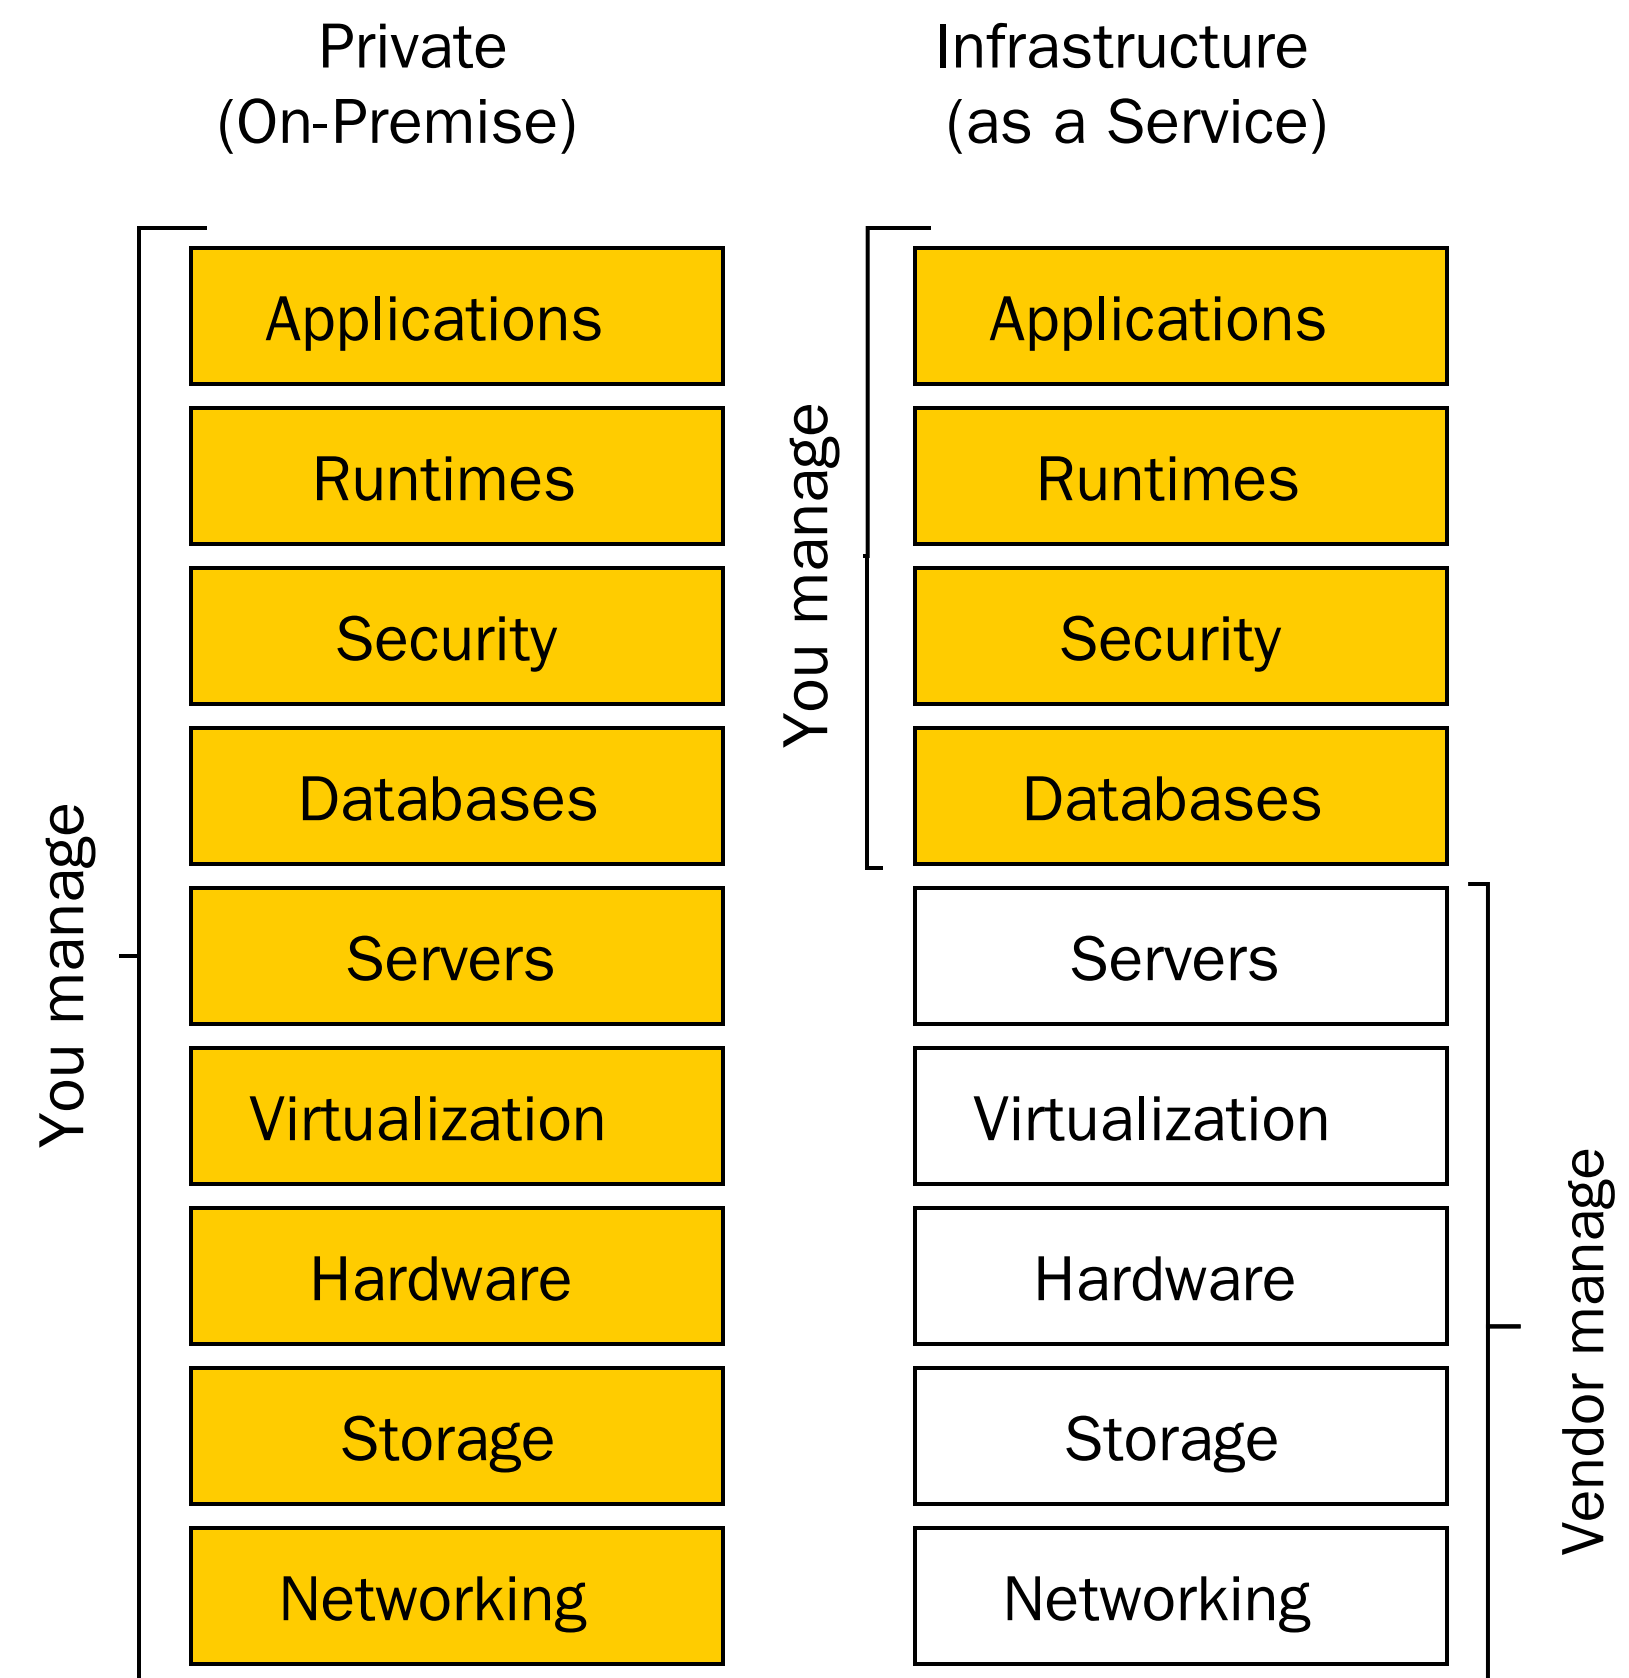 Private
(On-Premise)
You manage
Applications
Runtimes
Security
Databases
Servers
Virtualization
Hardware
Storage
Networking
Infrastructure
(as a Service)
You manage
Applications
Runtimes
Security
Databases
Servers
Virtualization
Hardware
Storage
Networking
Vendor manage